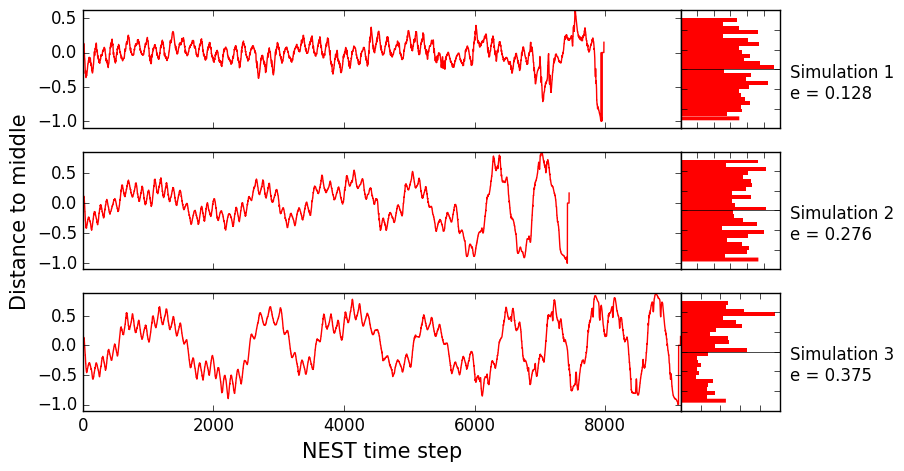 0.5
0.0
−0.5
−1.0
Simulation 1
e = 0.128
0.5
0.0
−0.5
−1.0
Simulation 2
e = 0.276
0.5
0.0
−0.5
−1.0
Simulation 3
e = 0.375
0 2000 4000 6000 8000
NEST time step
Distance to middle